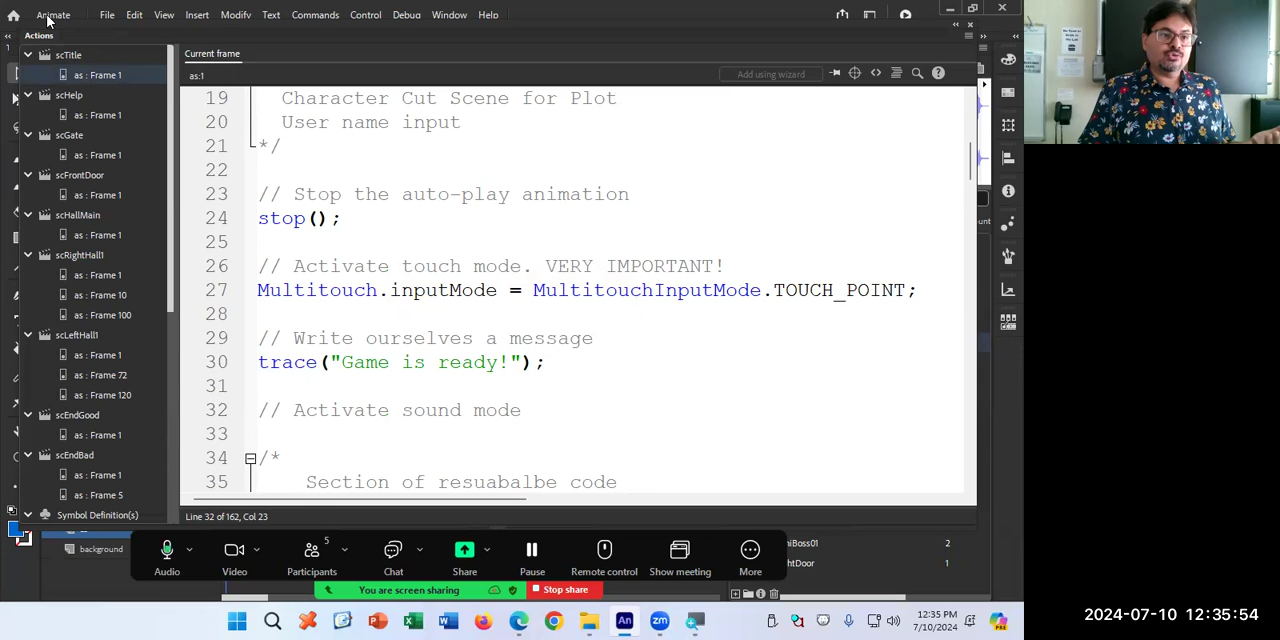 Animate File Edit View Insert Modify Text Commands Control Debug Window Help
Actions
Current frame
as:1
Add using wizard
scTitle
as : Frame 1
scHelp
as : Frame 1
scGate
as : Frame 1
scFrontDoor
as : Frame 1
scHallMain
as : Frame 1
scRightHall1
as : Frame 1
as : Frame 10
as : Frame 100
scLeftHall1
as : Frame 1
as : Frame 72
as : Frame 120
scEndGood
as : Frame 1
scEndBad
as : Frame 1
as : Frame 5
Symbol Definition(s)
19 Character Cut Scene for Plot
20 User name input
21 */
22
23 // Stop the auto-play animation
24 stop();
25
26 // Activate touch mode. VERY IMPORTANT!
27 Multitouch.inputMode = MultitouchInputMode.TOUCH_POINT;
28
29 // Write ourselves a message
30 trace("Game is ready!");
31
32 // Activate sound mode
33
34 /*
35 Section of resuabalbe code
Line 32 of 162, Col 23
background
2
1
5
Audio Video Participants Chat Share Pause Remote control Show meeting More
You are screen sharing Stop share
An zm
12:35 PM
7/10/2024
2024-07-10 12:35:54